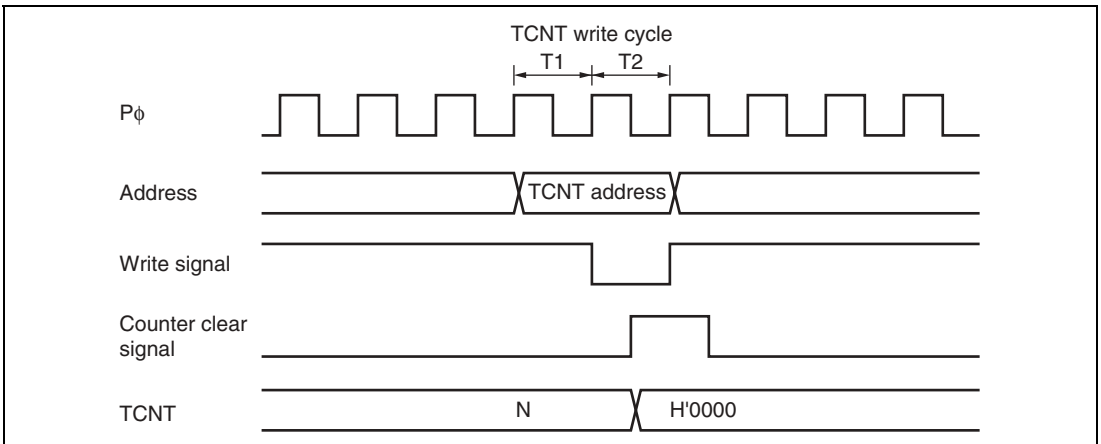 TCNT write cycle
T1 T2
Pϕ
Address
TCNT address
Write signal
Counter clear
signal
TCNT
N
H'0000